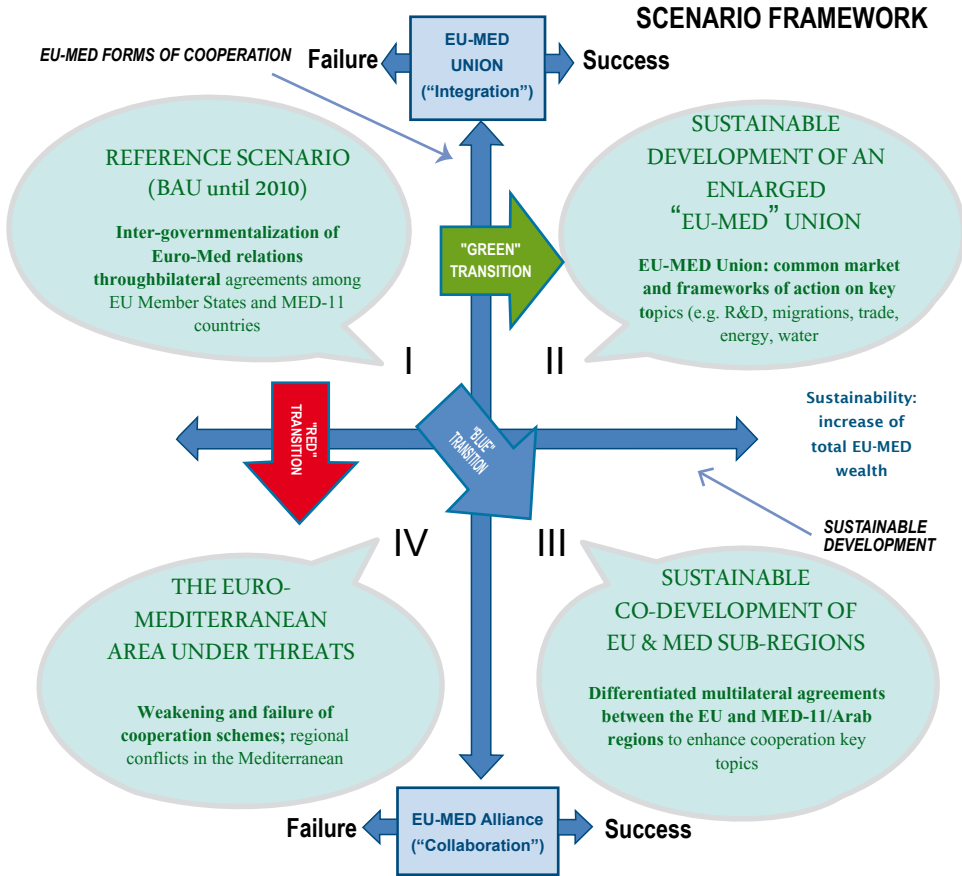 SCENARIO FRAMEWORK
EU-MED FORMS OF COOPERATION
Failure
EU-MED
UNION
(“Integration”)
Success
REFERENCE SCENARIO
(BAU until 2010)
Inter-governmentalization of
Euro-Med relations
throughbilateral agreements among
EU Member States and MED-11
countries
I
SUSTAINABLE
DEVELOPMENT OF AN
ENLARGED
“EU-MED” UNION
EU-MED Union: common market
and frameworks of action on key
topics (e.g. R&D, migrations, trade,
energy, water
II
"GREEN"
TRANSITION
"RED"
TRANSITION
"BLUE"
TRANSITION
Sustainability:
increase of
total EU-MED
wealth
SUSTAINABLE
DEVELOPMENT
IV
THE EURO-
MEDITERRANEAN
AREA UNDER THREATS
Weakening and failure of
cooperation schemes; regional
conflicts in the Mediterranean
III
SUSTAINABLE
CO-DEVELOPMENT OF
EU & MED SUB-REGIONS
Differentiated multilateral agreements
between the EU and MED-11/Arab
regions to enhance cooperation key
topics
Failure
EU-MED Alliance
(“Collaboration”)
Success